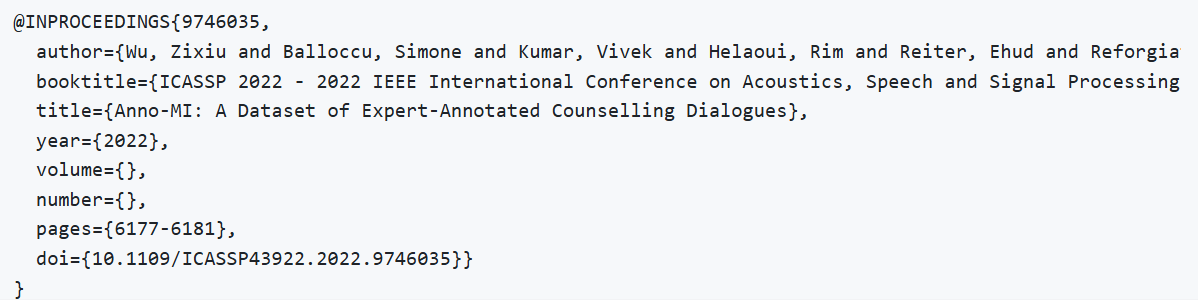 @INPROCEEDINGS{9746035,
author={Wu, Zixiu and Balloccu, Simone and Kumar, Vivek and Helaoui, Rim and Reiter, Ehud and Reforgia
booktitle={ICASSP 2022 - 2022 IEEE International Conference on Acoustics, Speech and Signal Processing
title={Anno-MI: A Dataset of Expert-Annotated Counselling Dialogues},
year={2022},
volume={},
number={},
pages={6177-6181},
doi={10.1109/ICASSP43922.2022.9746035}}
}